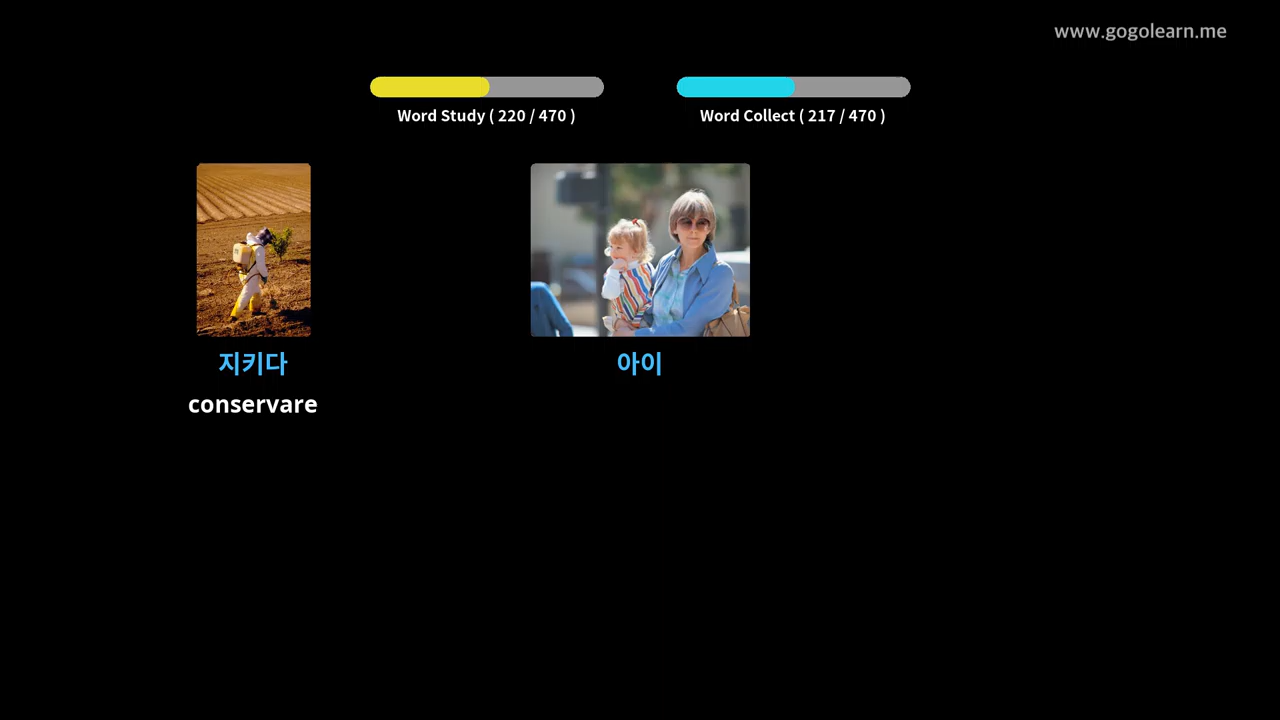 www.gogolearn.me
Word Study ( 220 / 470 )
Word Collect ( 217 / 470 )
지키다
아이
conservare